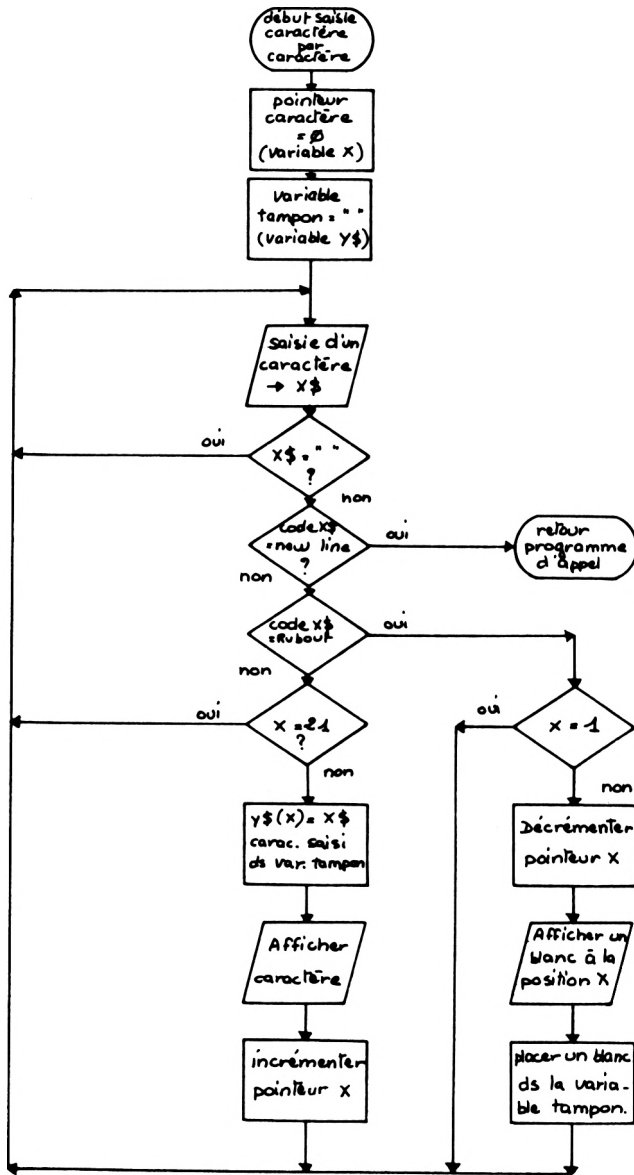 début saisie
caractére
par
caractère
pointeur
caractère
= Ø
(variable X)
variable
tampon = " "
(variable Y$)
saisie d'un
caractère
→ X$
oui
X$ = " "
?
non
code X$
= new line
?
oui
retour
programme
d'appel
non
code X$
= Rubout
oui
non
oui
X = 21
?
oui
X = 1
non
non
y$(X) = X$
carac. saisi
ds var. tampon
Décrémenter
pointeur X
Afficher
caractère
Afficher un
blanc à la
position X
incrémenter
pointeur X
placer un blanc
ds la varia-
ble tampon.